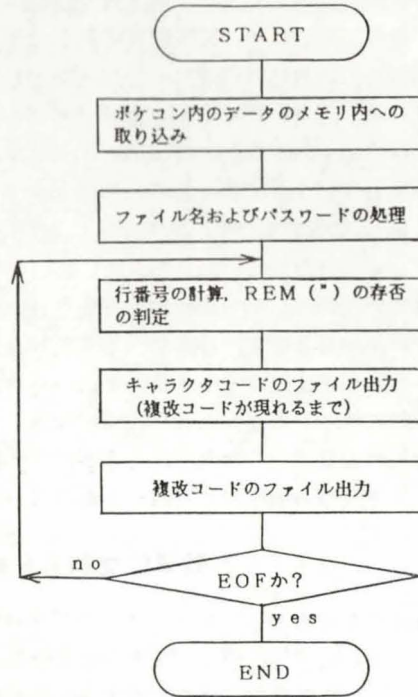 START
ポケコン内のデータのメモリ内への
取り込み
ファイル名およびパスワードの処理
行番号の計算, REM (") の存否
の判定
キャラクタコードのファイル出力
(複改コードが現れるまで)
複改コードのファイル出力
EOFか?
no
yes
END